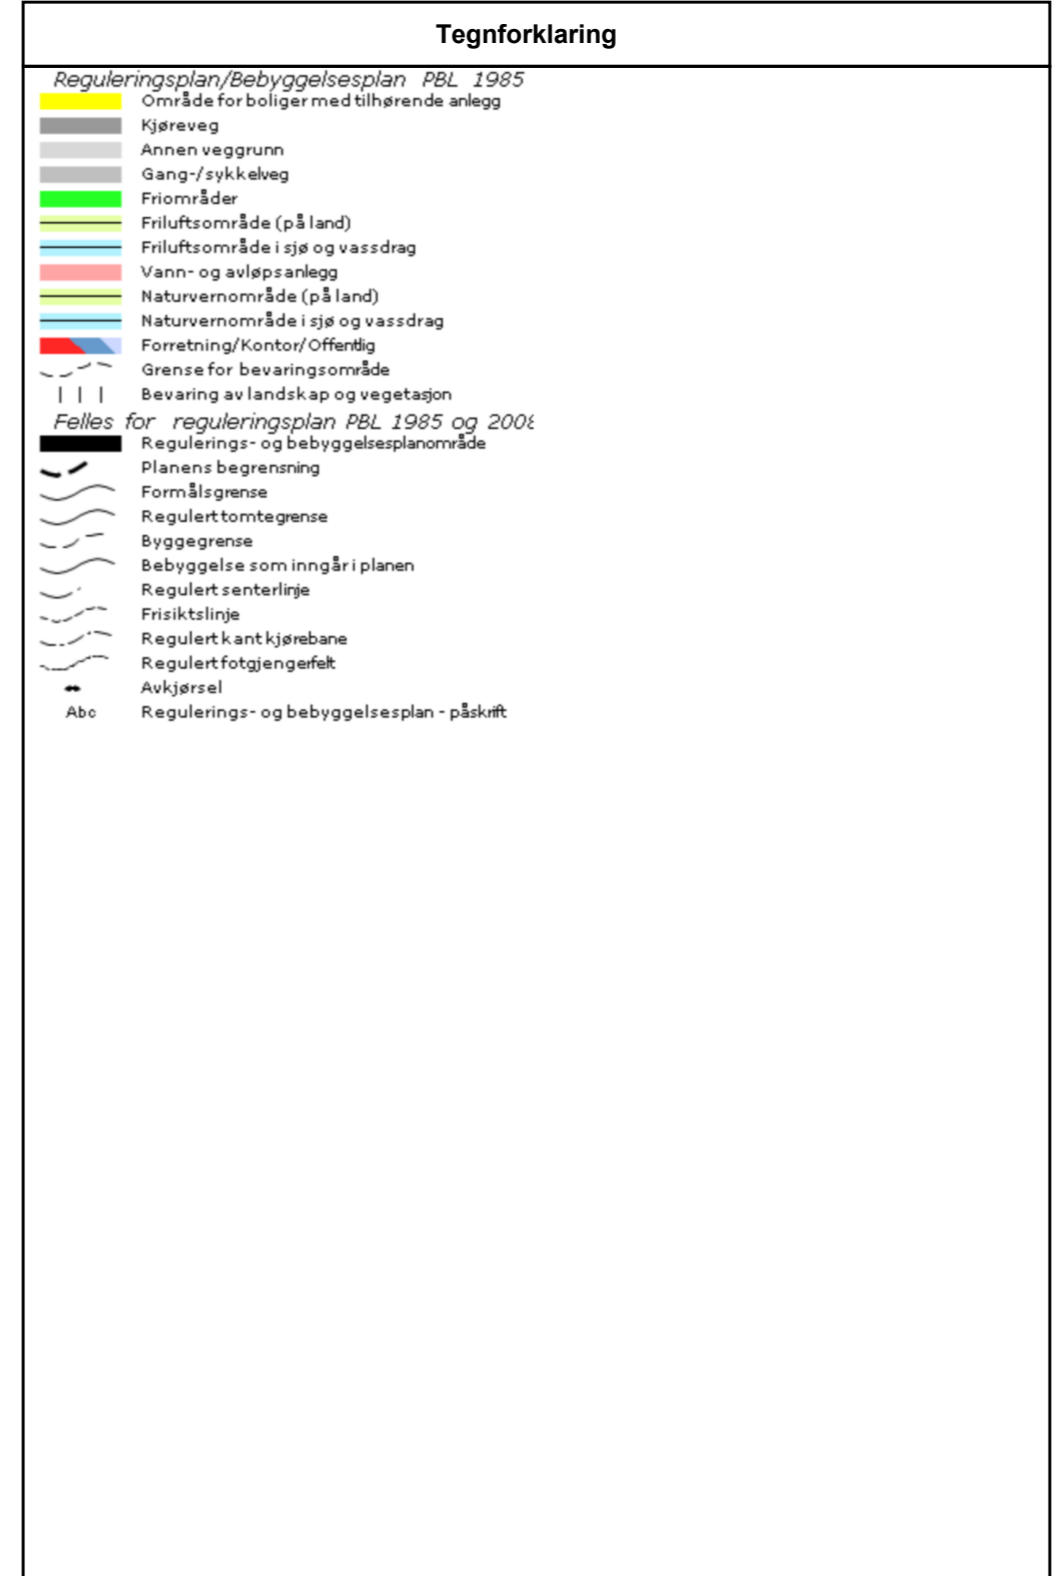 Tegnforklaring
Reguleringsplan/Bebyggelsesplan PBL 1985
Område for boliger med tilhørende anlegg
Kjøreveg
Annen veggrunn
Gang-/sykkelveg
Friområder
Friluftsområde (på land)
Friluftsområde i sjø og vassdrag
Vann- og avløpsanlegg
Naturvernområde (på land)
Naturvernområde i sjø og vassdrag
Forretning/Kontor/Offentlig
Grense for bevaringsområde
Bevaring av landskap og vegetasjon
Felles for reguleringsplan PBL 1985 og 2008
Regulerings- og bebyggelsesplanområde
Planens begrensning
Formålsgrense
Regulert tomtegrense
Byggegrense
Bebyggelse som inngår i planen
Regulert senterlinje
Frisiktslinje
Regulert kant kjørebane
Regulert fotgjengerfelt
Avkjørsel
Abc Regulerings- og bebyggelsesplan - påskrift